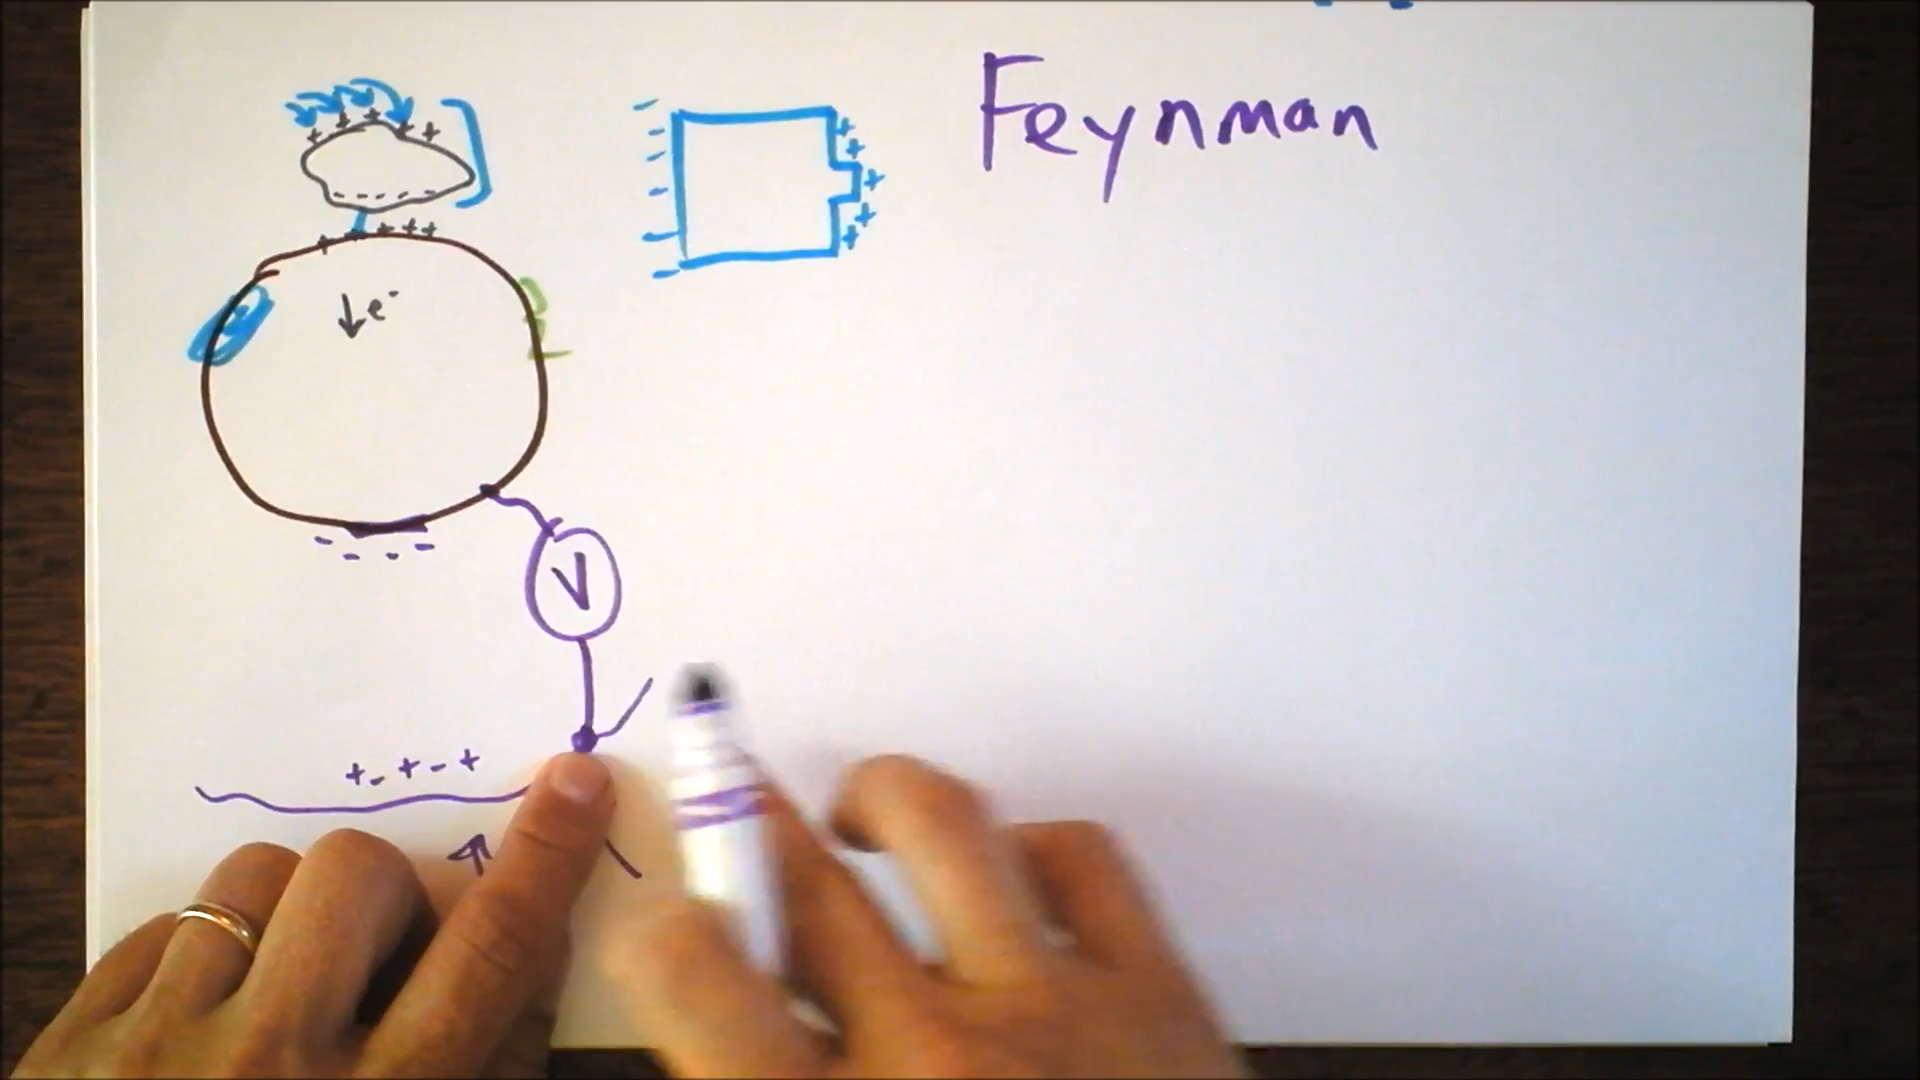 Feynman
+ + + + +
- - - -
+ + + +
↓ e-
- - - - - -
+ + + + +
- - - -
V
+ - + - +